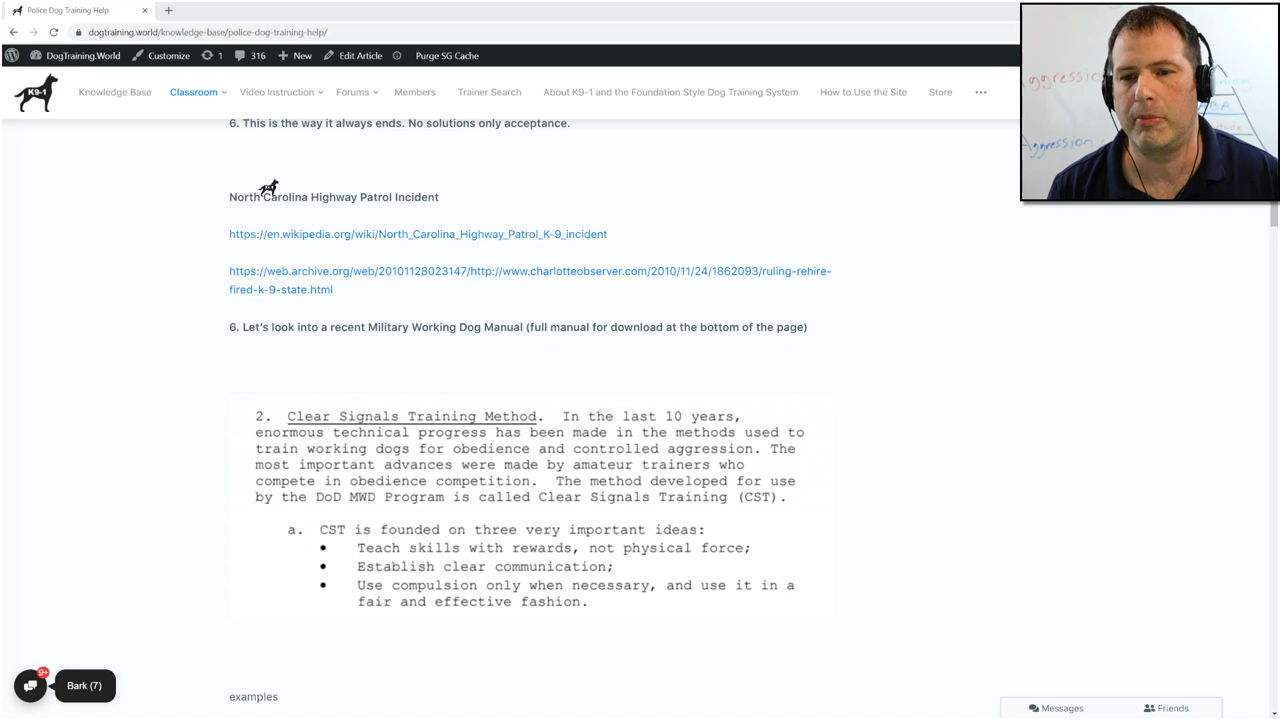 Police Dog Training Help
dogtraining.world/knowledge-base/police-dog-training-help/
DogTraining.World Customize 1 316 New Edit Article Purge SG Cache
K9-1
Knowledge Base Classroom Video Instruction Forums Members Trainer Search About K9-1 and the Foundation Style Dog Training System How to Use the Site Store
6. This is the way it always ends. No solutions only acceptance.
North Carolina Highway Patrol Incident
https://en.wikipedia.org/wiki/North_Carolina_Highway_Patrol_K-9_incident
https://web.archive.org/web/20101128023147/http://www.charlotteobserver.com/2010/11/24/1862093/ruling-rehire-
fired-k-9-state.html
6. Let’s look into a recent Military Working Dog Manual (full manual for download at the bottom of the page)
2. Clear Signals Training Method. In the last 10 years,
enormous technical progress has been made in the methods used to
train working dogs for obedience and controlled aggression. The
most important advances were made by amateur trainers who
compete in obedience competition. The method developed for use
by the DoD MWD Program is called Clear Signals Training (CST).
a. CST is founded on three very important ideas:
• Teach skills with rewards, not physical force;
• Establish clear communication;
• Use compulsion only when necessary, and use it in a
fair and effective fashion.
examples
9+
Bark (7)
Messages Friends
Aggression
Aggression